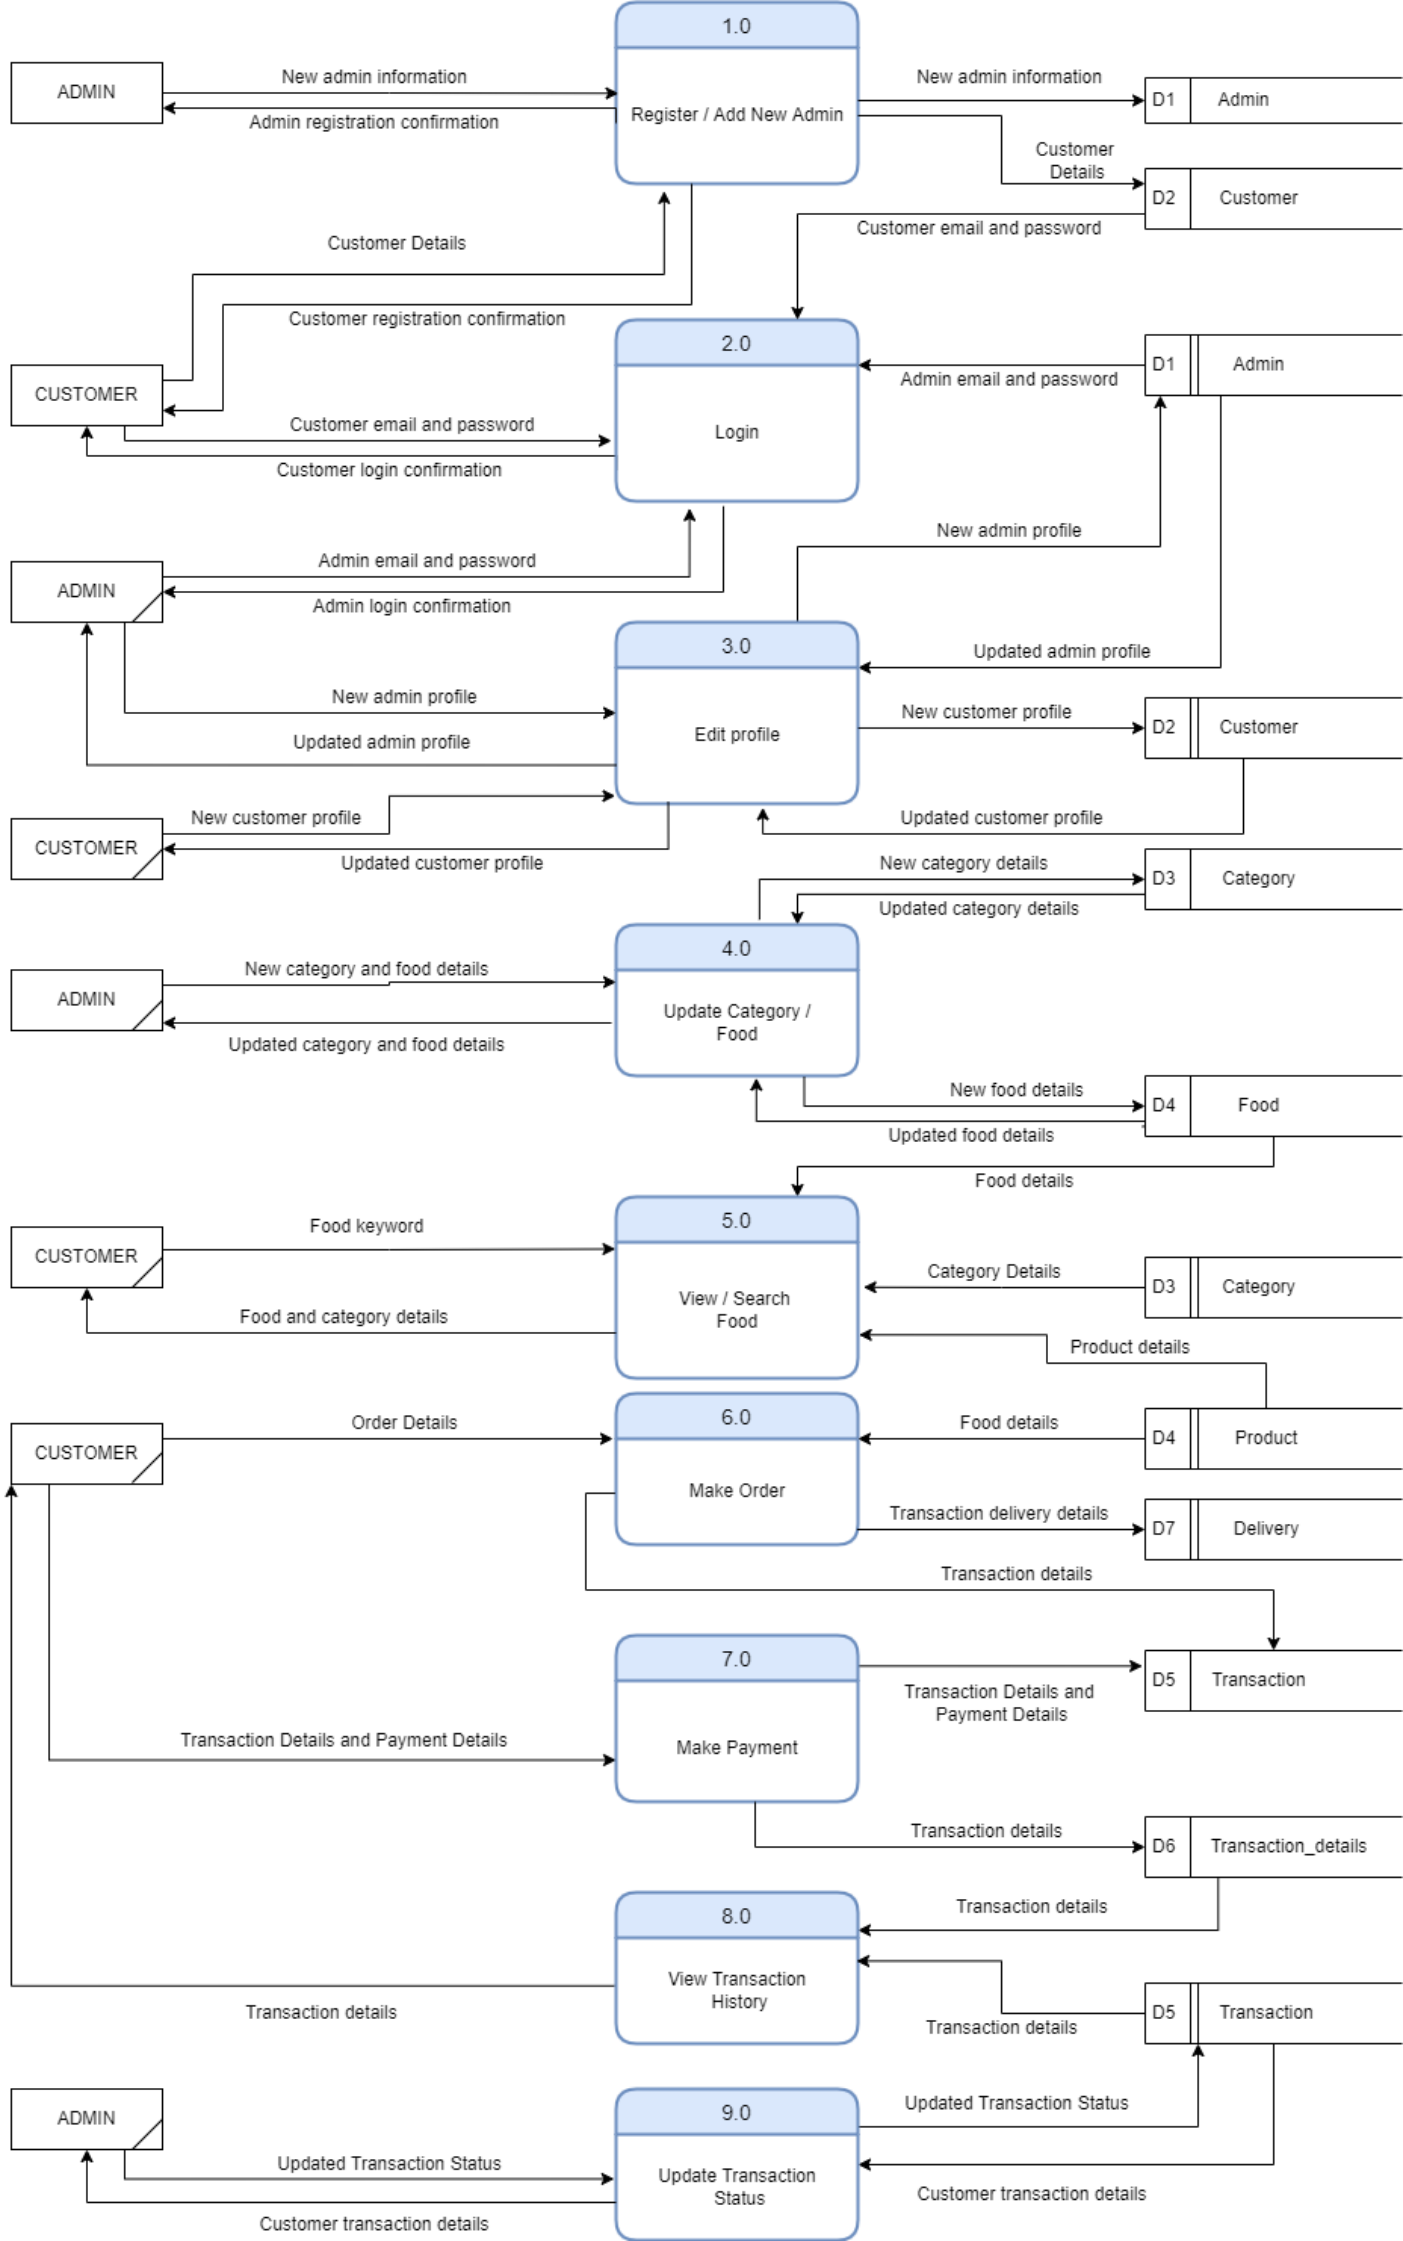 1.0
New admin information
New admin information
ADMIN
D1 Admin
Register / Add New Admin
Admin registration confirmation
Customer
Details
D2 Customer
Customer email and password
Customer Details
Customer registration confirmation
2.0
D1 Admin
Admin email and password
CUSTOMER
Customer email and password
Login
Customer login confirmation
New admin profile
Admin email and password
ADMIN
Admin login confirmation
3.0
Updated admin profile
New admin profile
New customer profile
D2 Customer
Edit profile
Updated admin profile
New customer profile
Updated customer profile
CUSTOMER
Updated customer profile
New category details
D3 Category
Updated category details
4.0
New category and food details
ADMIN
Update Category /
Food
Updated category and food details
New food details
D4 Food
Updated food details
Food details
5.0
Food keyword
CUSTOMER
Category Details
D3 Category
View / Search
Food
Food and category details
Product details
6.0
Order Details
Food details
D4 Product
CUSTOMER
Make Order
Transaction delivery details
D7 Delivery
Transaction details
7.0
D5 Transaction
Transaction Details and
Payment Details
Transaction Details and Payment Details
Make Payment
Transaction details
D6 Transaction_details
Transaction details
8.0
View Transaction
History
Transaction details
D5 Transaction
Transaction details
9.0
Updated Transaction Status
ADMIN
Updated Transaction Status
Update Transaction
Status
Customer transaction details
Customer transaction details